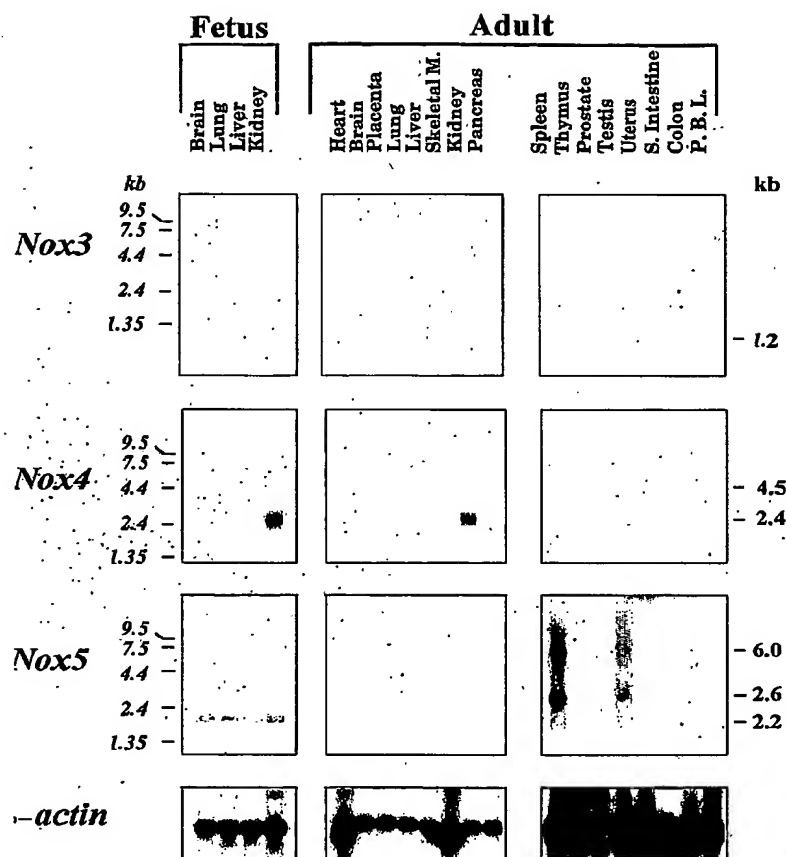 Fetus Adult
Brain
Lung
Liver
Kidney
Heart
Brain
Placenta
Lung
Liver
Skeletal M.
Kidney
Pancreas
Spleen
Thymus
Prostate
Testis
Uterus
S. Intestine
Colon
P. B. L.
kb kb
Nox3
9.5
7.5
4.4
2.4
1.35
1.2
Nox4
9.5
7.5
4.4
2.4
1.35
4.5
2.4
Nox5
9.5
7.5
4.4
2.4
1.35
6.0
2.6
2.2
–actin